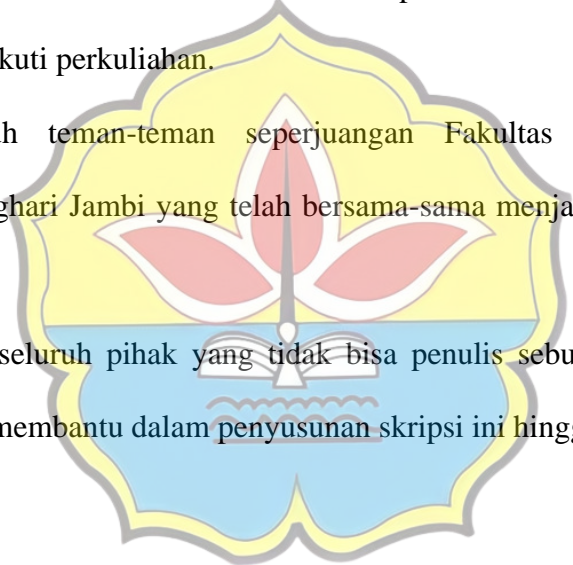 kuti perkuliahan.
h teman-teman seperjuangan Fakultas
ghari Jambi yang telah bersama-sama menja
seluruh pihak yang tidak bisa penulis sebu
membantu dalam penyusunan skripsi ini hingg